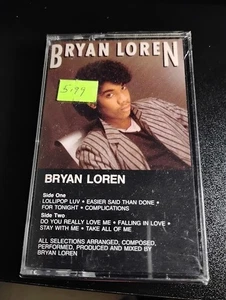 BRYAN LOREN
5.99
BRYAN LOREN
Side One
LOLLIPOP LUV • EASIER SAID THAN DONE •
FOR TONIGHT • COMPLICATIONS
Side Two
DO YOU REALLY LOVE ME • FALLING IN LOVE •
STAY WITH ME • TAKE ALL OF ME
ALL SELECTIONS ARRANGED, COMPOSED,
PERFORMED, PRODUCED AND MIXED BY
BRYAN LOREN